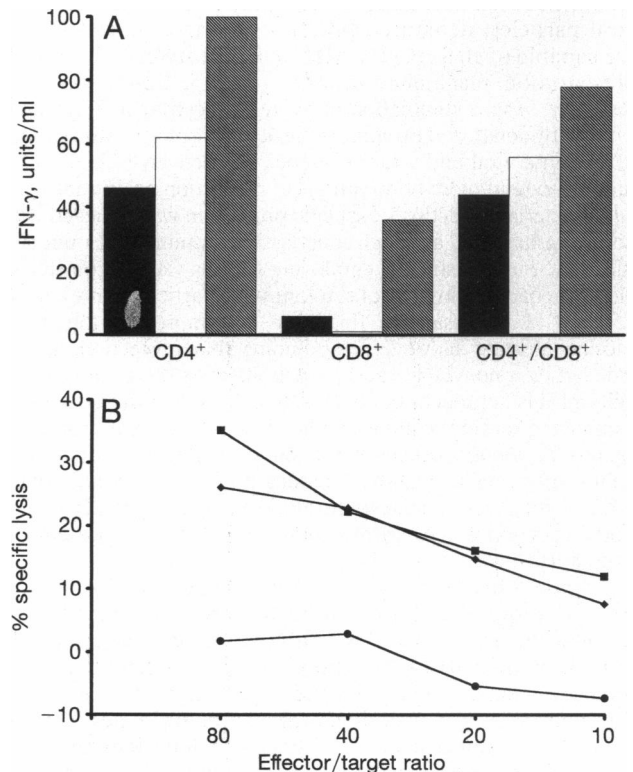 A
100
80
60
40
20
0
IFN-γ, units/ml
CD4⁺
CD8⁺
CD4⁺/CD8⁺
B
40
30
20
10
0
−10
% specific lysis
80
40
20
10
Effector/target ratio